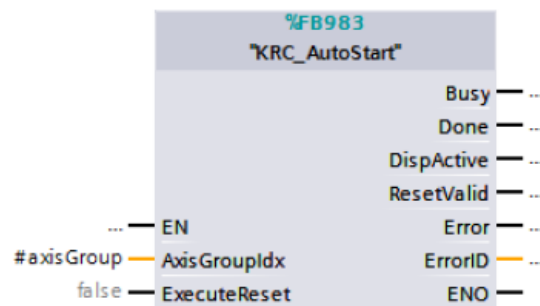 %FB983
"KRC_AutoStart"
Busy ...
Done ...
DispActive ...
ResetValid ...
... EN Error ...
#axisGroup AxisGroupIdx ErrorID ...
false ExecuteReset ENO